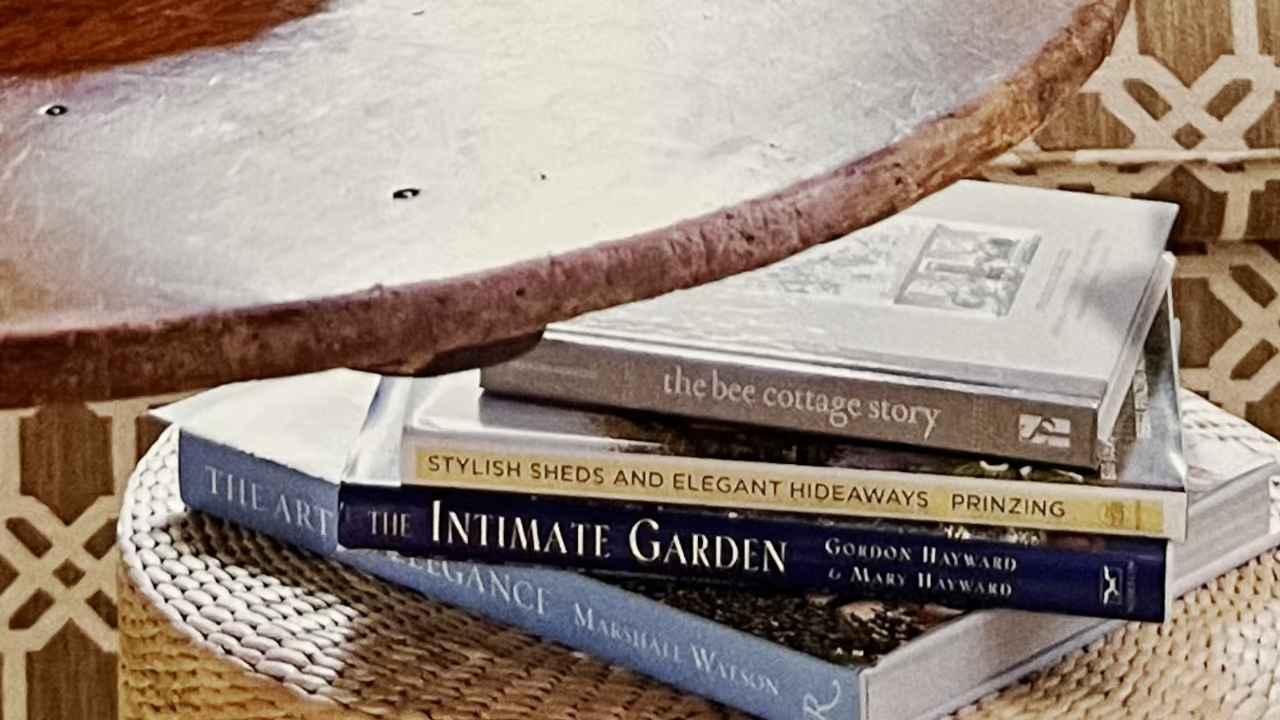 the bee cottage story
STYLISH SHEDS AND ELEGANT HIDEAWAYS PRINZING
THE INTIMATE GARDEN GORDON HAYWARD
& MARY HAYWARD
THE ART ELEGANCE MARSHALL WATSON R